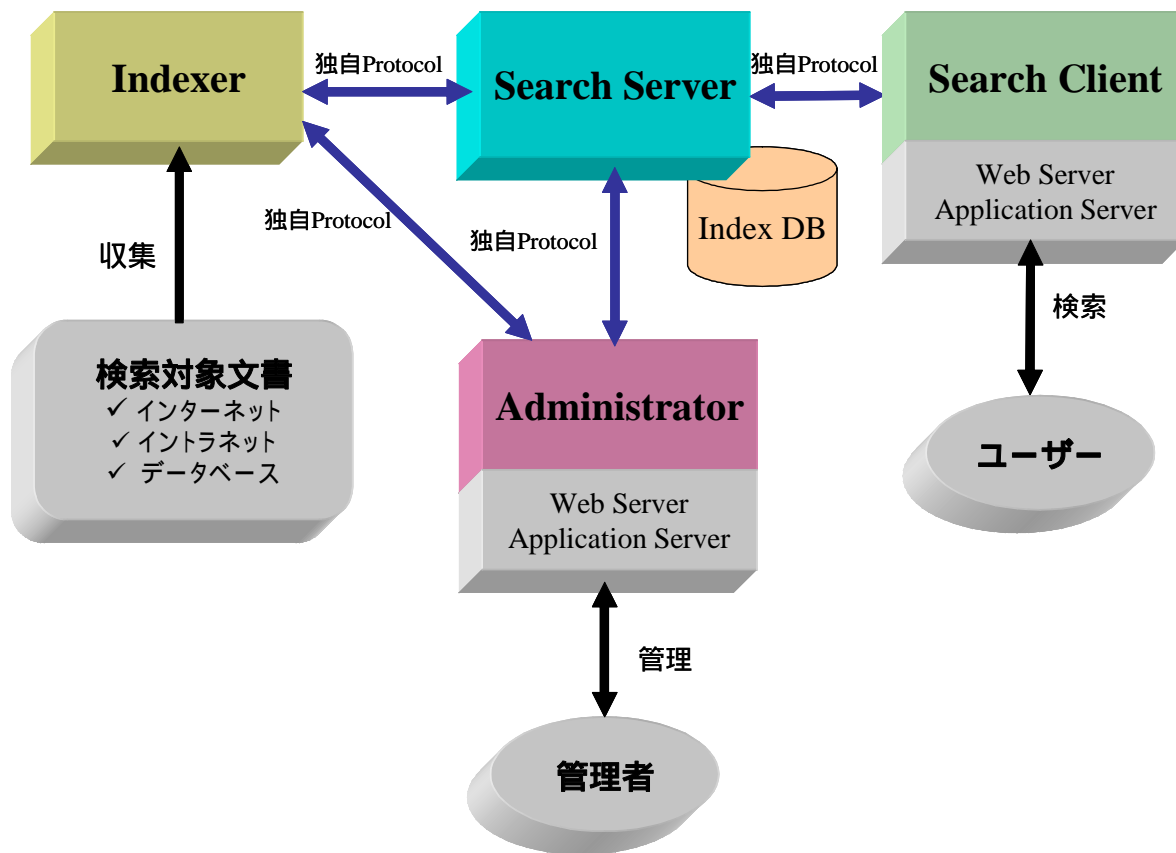 Indexer
独自Protocol
Search Server
独自Protocol
Search Client
Web Server
Application Server
Index DB
独自Protocol
独自Protocol
収集
検索
検索対象文書
✓ インターネット
✓ イントラネット
✓ データベース
Administrator
Web Server
Application Server
ユーザー
管理
管理者